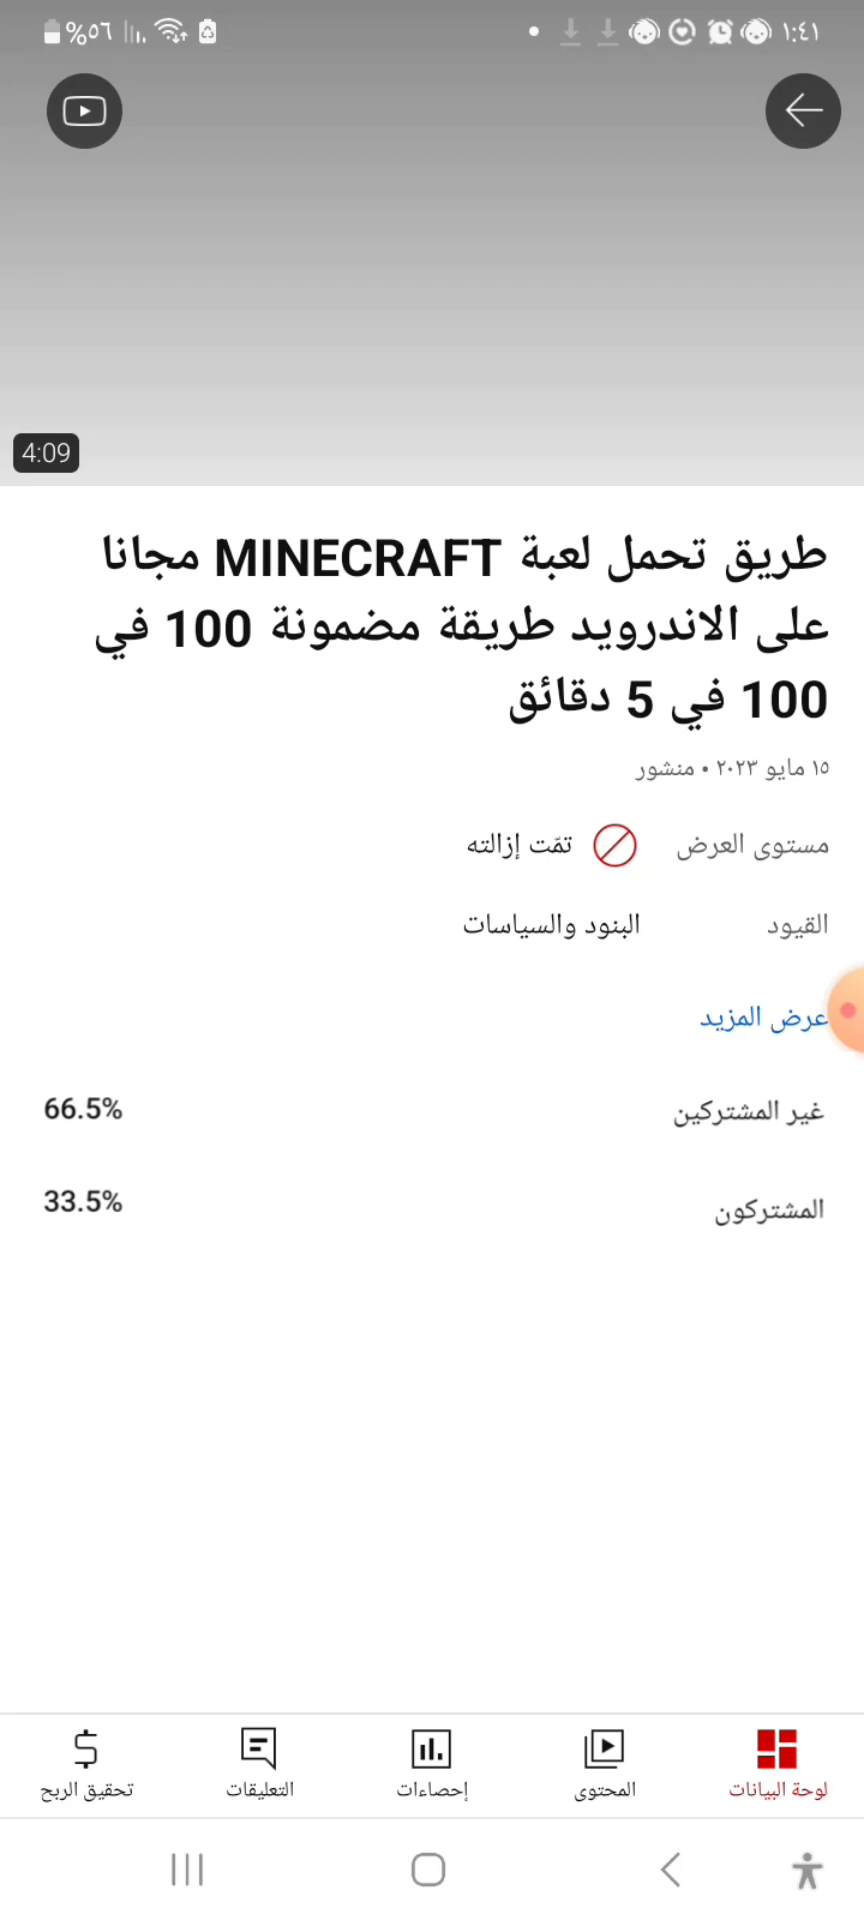 ١:٤١
%٥٦
4:09
طريق تحمل لعبة MINECRAFT مجانا
على الاندرويد طريقة مضمونة 100 في
100 في 5 دقائق
١٥ مايو ٢٠٢٣ • منشور
مستوى العرض تمّت إزالته
القيود البنود والسياسات
عرض المزيد
غير المشتركين 66.5%
المشتركون 33.5%
لوحة البيانات المحتوى إحصاءات التعليقات تحقيق الربح